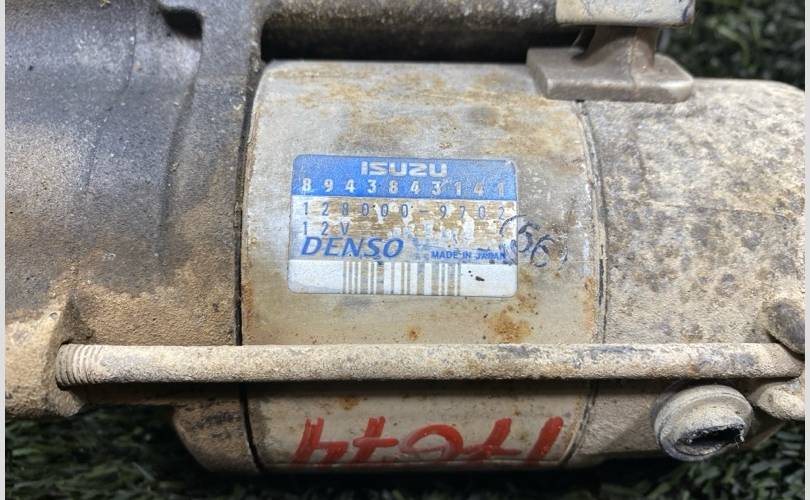 ISUZU
8943843141
128000-9702
12V
DENSO MADE IN JAPAN